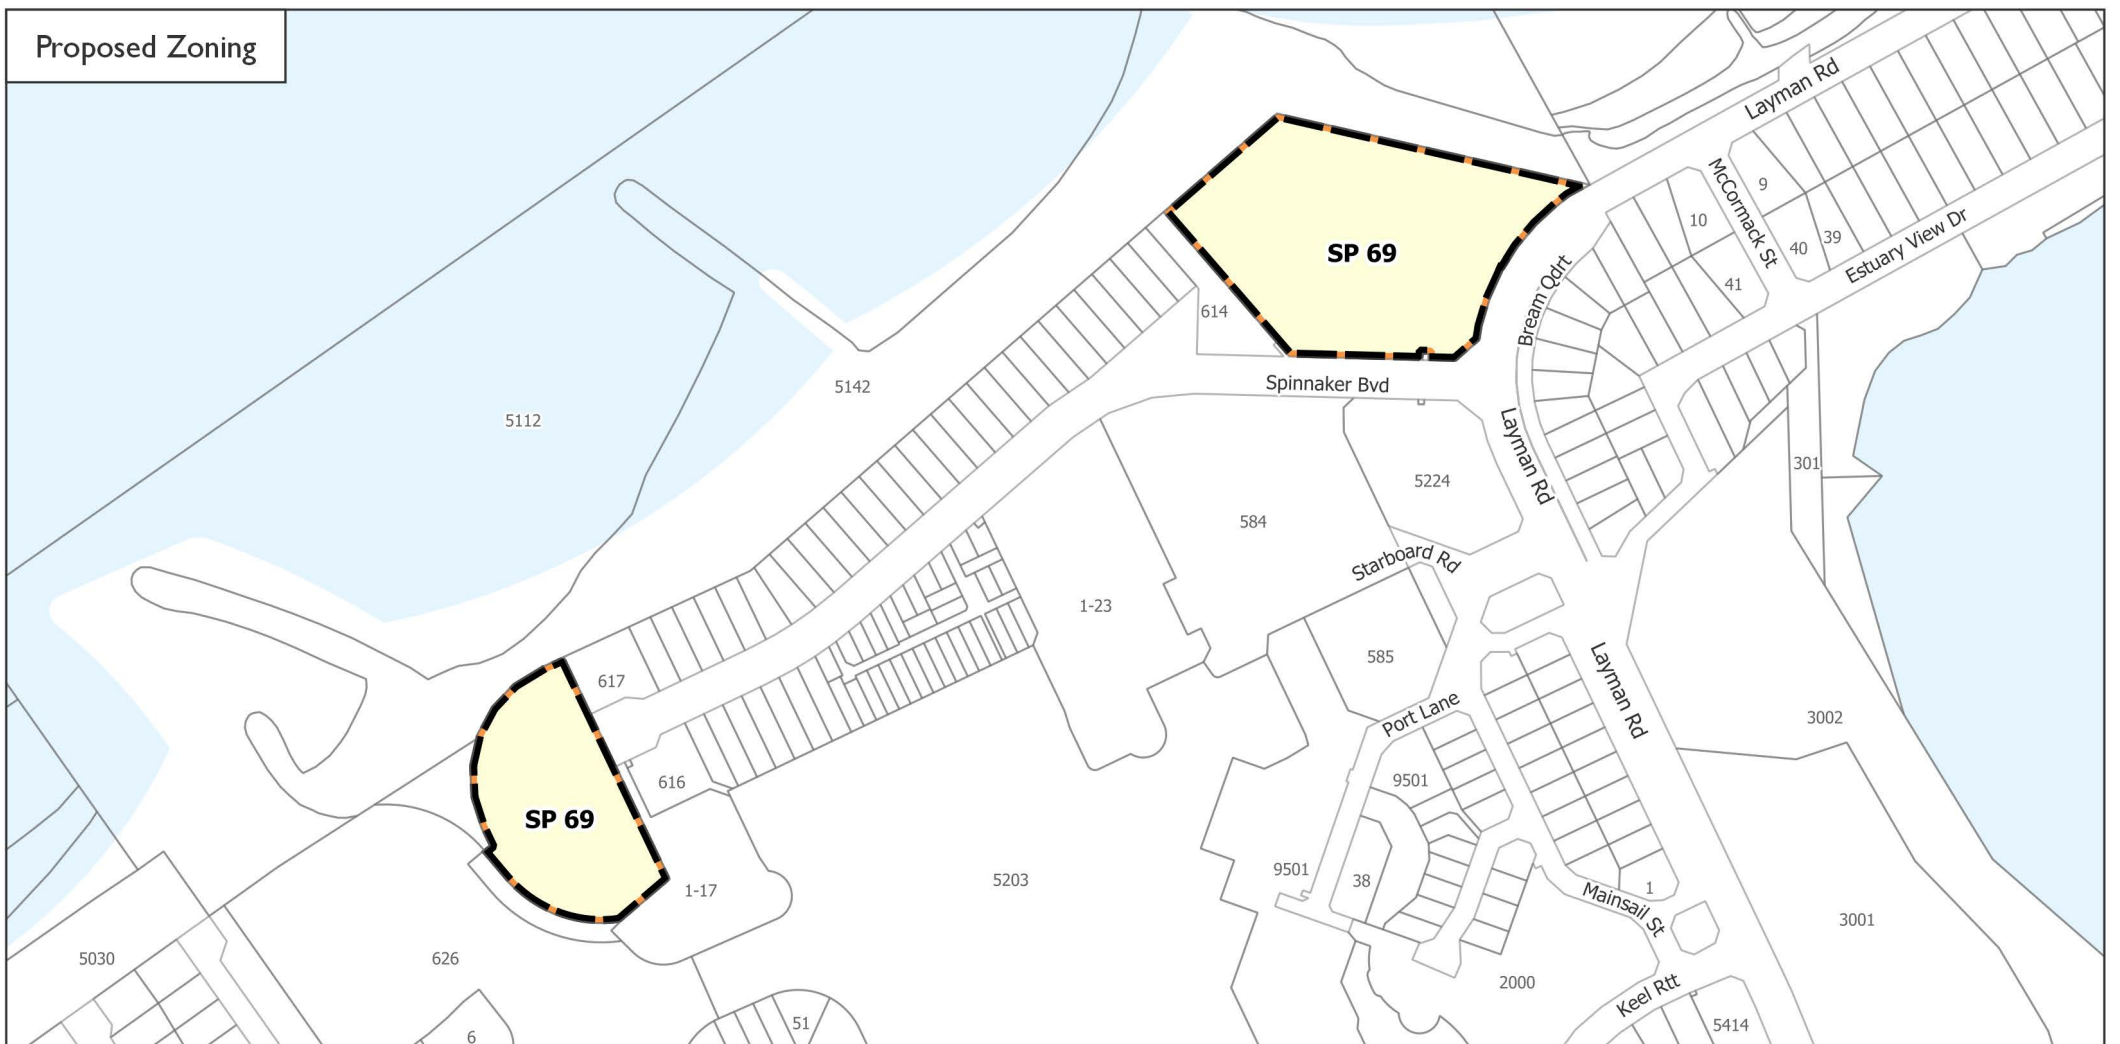 Proposed Zoning
Layman Rd
McCormack St
9
10
40
39
Estuary View Dr
41
SP 69
Bream Qdrt
614
Spinnaker Bvd
5142
5112
Layman Rd
301
5224
584
Starboard Rd
1-23
585
Layman Rd
617
Port Lane
3002
616
9501
SP 69
9501
38
1-17
5203
1
Mainsail St
3001
5030
626
2000
Keel Rtt
51
5414
6